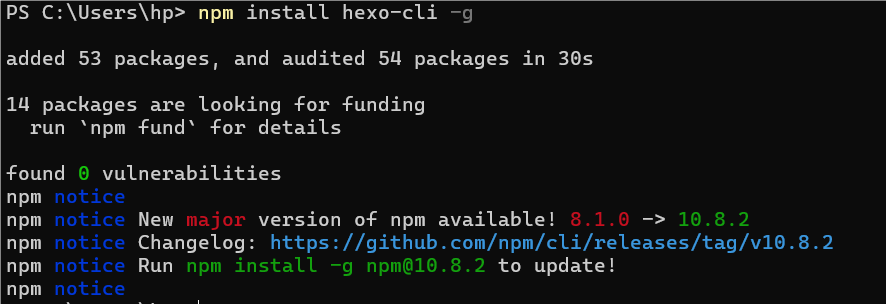 PS C:\Users\hp> npm install hexo-cli -g
added 53 packages, and audited 54 packages in 30s
14 packages are looking for funding
  run `npm fund` for details
found 0 vulnerabilities
npm notice
npm notice New major version of npm available! 8.1.0 -> 10.8.2
npm notice Changelog: https://github.com/npm/cli/releases/tag/v10.8.2
npm notice Run npm install -g npm@10.8.2 to update!
npm notice